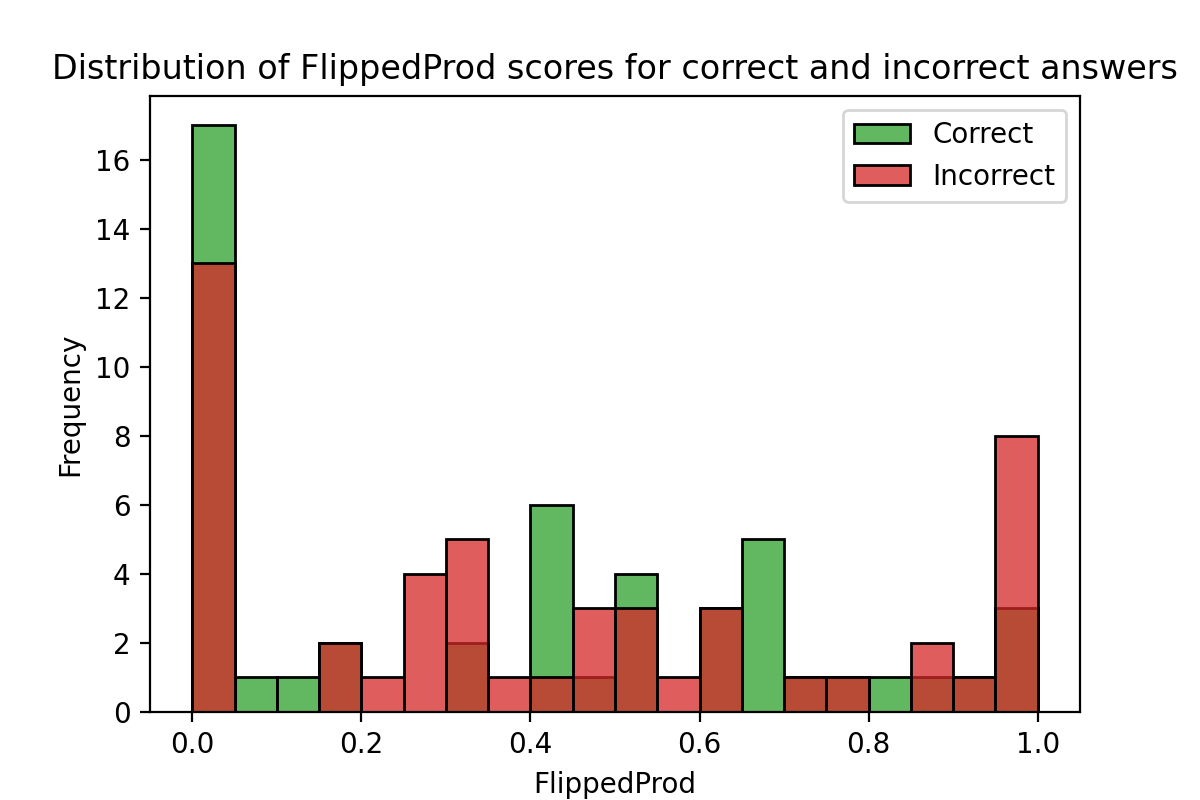 Distribution of FlippedProd scores for correct and incorrect answers
Correct
Incorrect
Frequency
16
14
12
10
8
6
4
2
0
0.0 0.2 0.4 0.6 0.8 1.0
FlippedProd